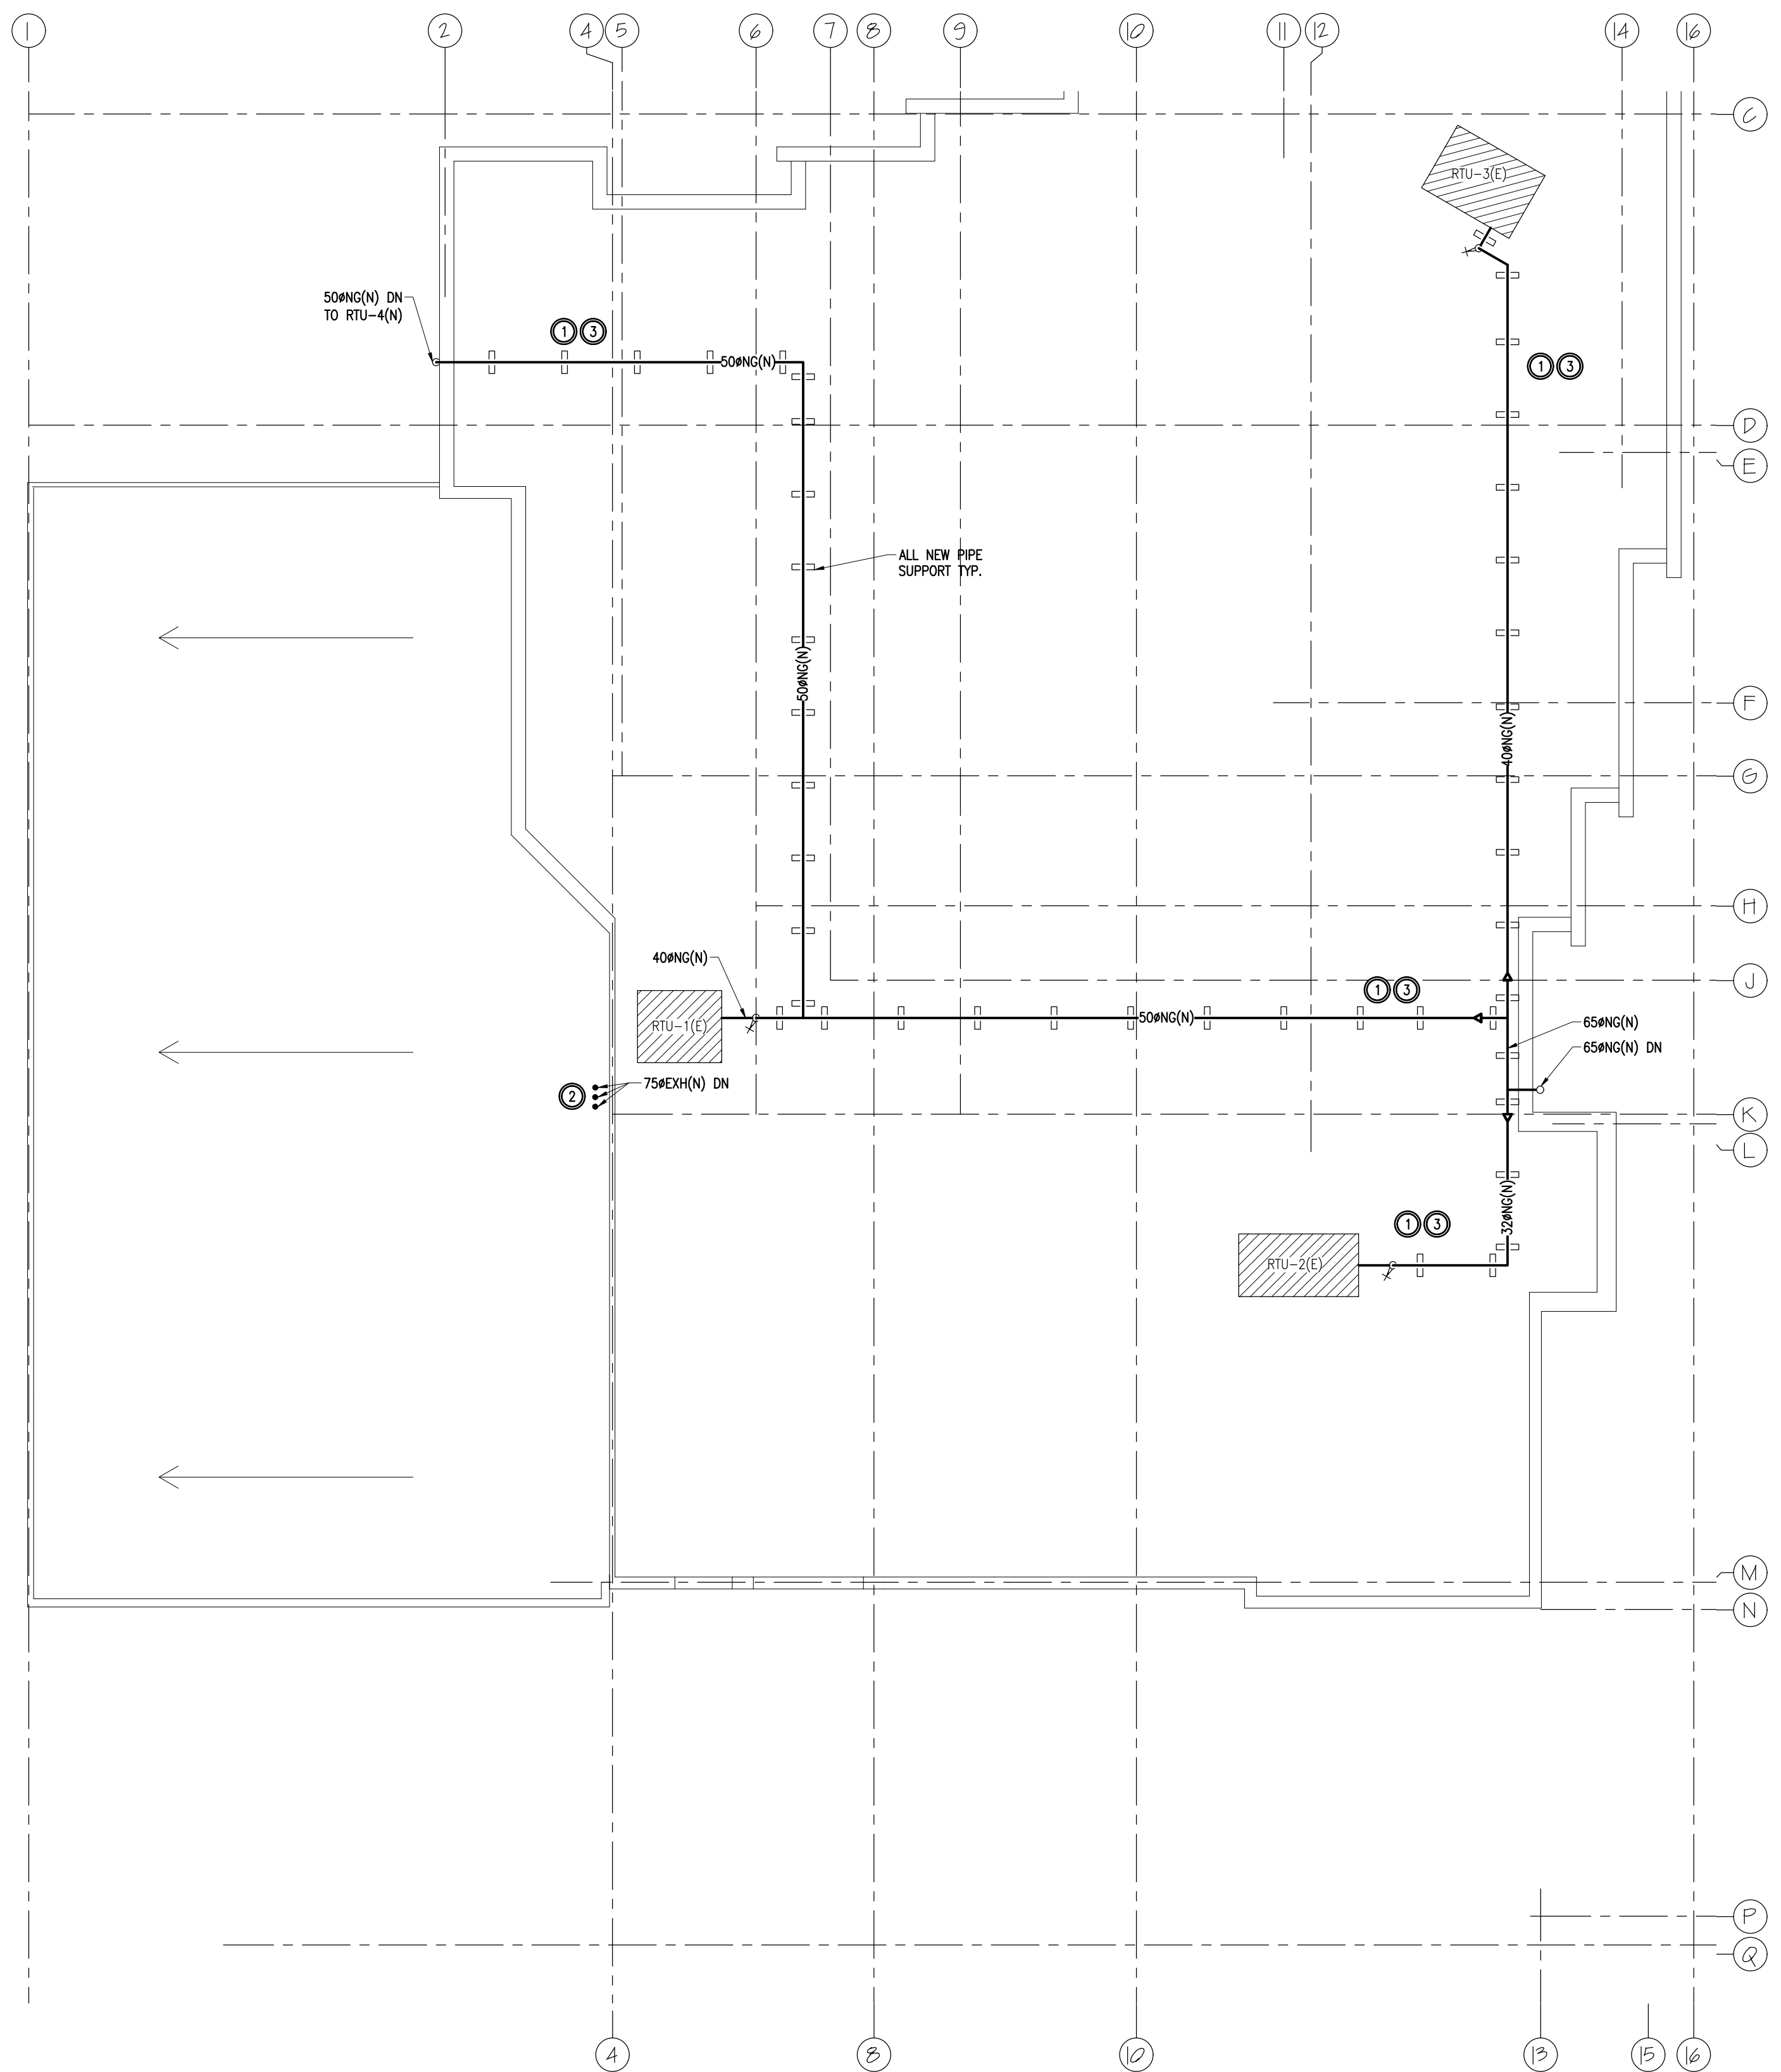 1 2 4 5 6 7 8 9 10 11 12 14 16
C
RTU-3(E)
50øNG(N) DN
TO RTU-4(N)
1 3
50øNG(N)
1 3
D
E
ALL NEW PIPE
SUPPORT TYP.
50øNG(N)
F
40øNG(N)
G
H
40øNG(N)
J
1 3
RTU-1(E)
50øNG(N)
65øNG(N)
65øNG(N) DN
2
75øEXH(N) DN
K
L
32øNG(N)
1 3
RTU-2(E)
M
N
P
Q
4 8 10 13 15 16